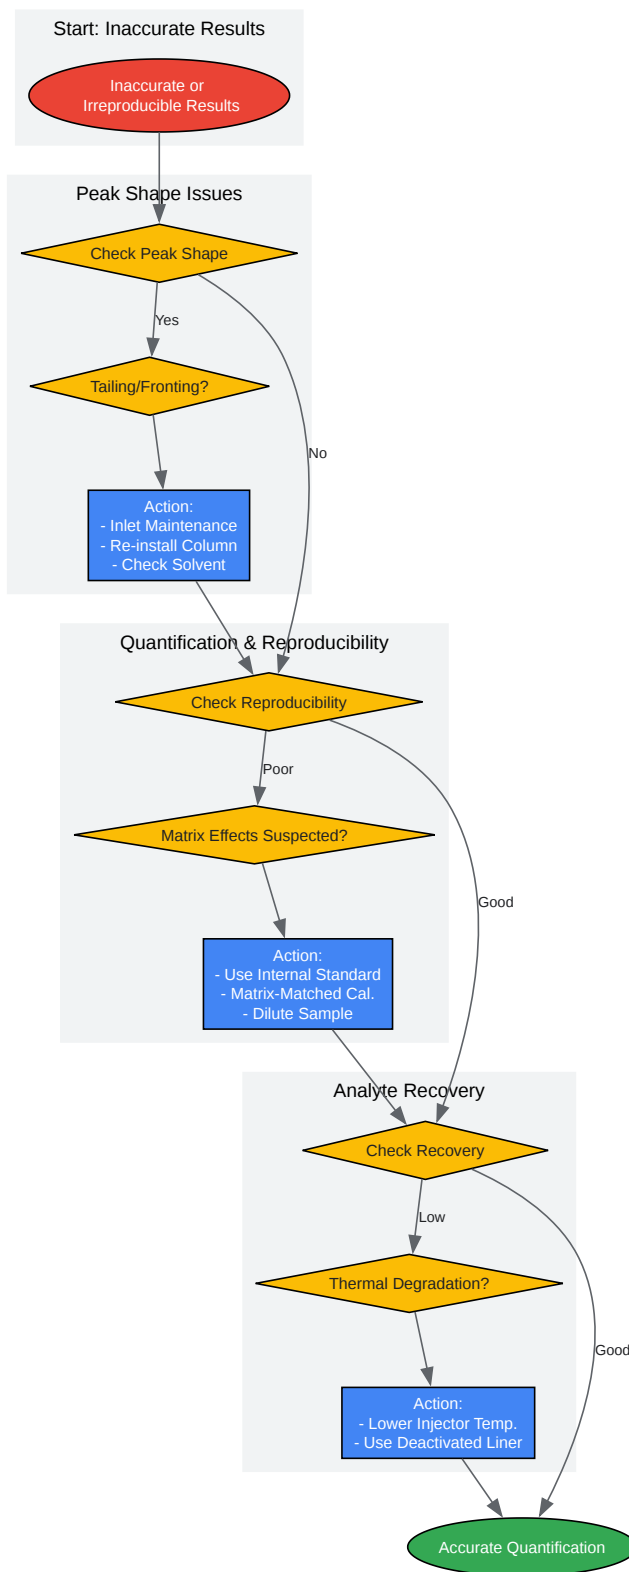 Start: Inaccurate Results
Inaccurate or
Irreproducible Results
Peak Shape Issues
Check Peak Shape
Yes
Tailing/Fronting?
No
Action:
- Inlet Maintenance
- Re-install Column
- Check Solvent
Quantification & Reproducibility
Check Reproducibility
Poor
Matrix Effects Suspected?
Good
Action:
- Use Internal Standard
- Matrix-Matched Cal.
- Dilute Sample
Analyte Recovery
Check Recovery
Low
Thermal Degradation?
Good
Action:
- Lower Injector Temp.
- Use Deactivated Liner
Accurate Quantification